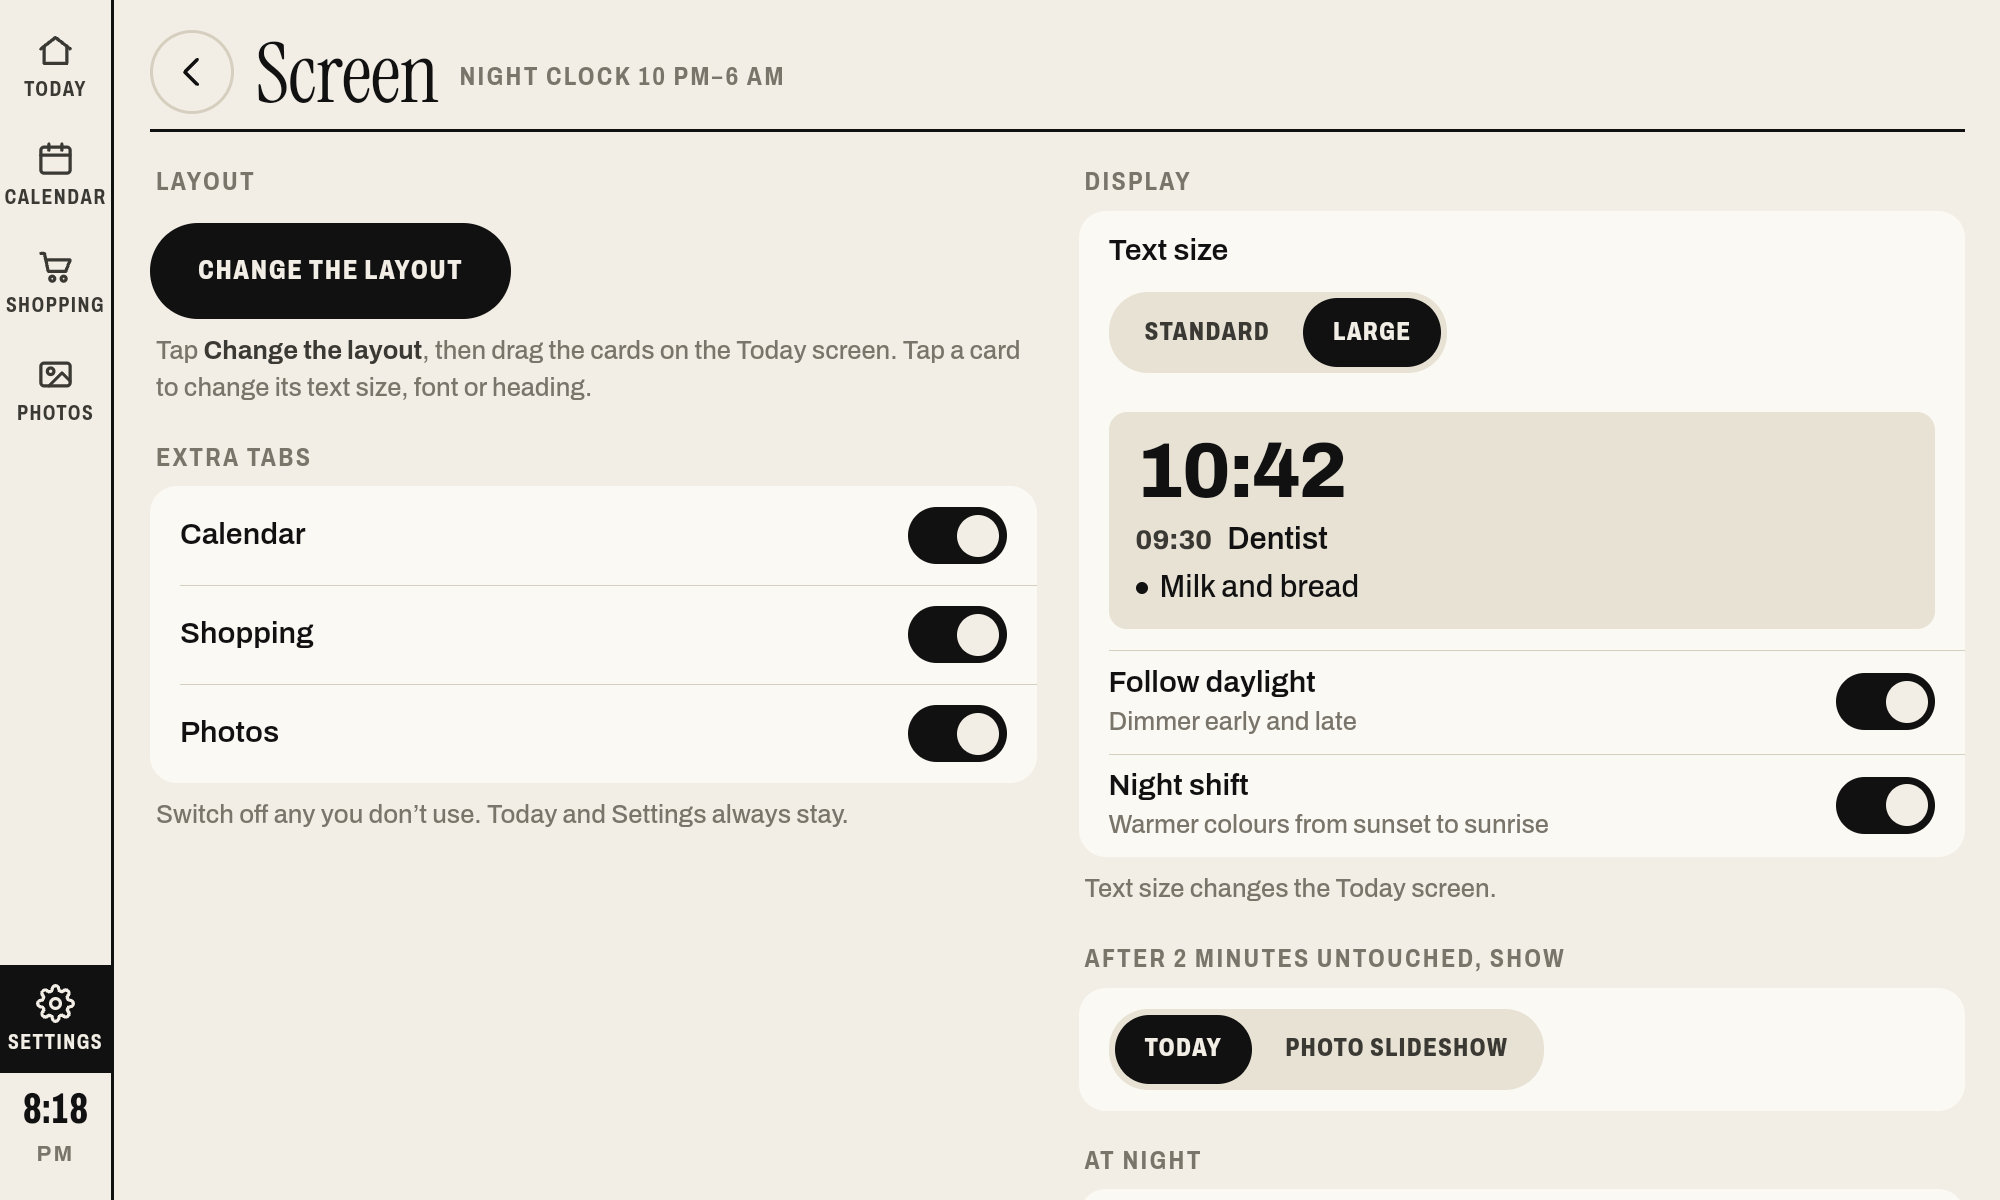 TODAY
CALENDAR
SHOPPING
PHOTOS
SETTINGS
8:18
PM
Screen
NIGHT CLOCK 10 PM–6 AM
LAYOUT
CHANGE THE LAYOUT
Tap Change the layout, then drag the cards on the Today screen. Tap a card
to change its text size, font or heading.
EXTRA TABS
Calendar
Shopping
Photos
Switch off any you don’t use. Today and Settings always stay.
DISPLAY
Text size
STANDARD
LARGE
10:42
09:30 Dentist
• Milk and bread
Follow daylight
Dimmer early and late
Night shift
Warmer colours from sunset to sunrise
Text size changes the Today screen.
AFTER 2 MINUTES UNTOUCHED, SHOW
TODAY
PHOTO SLIDESHOW
AT NIGHT